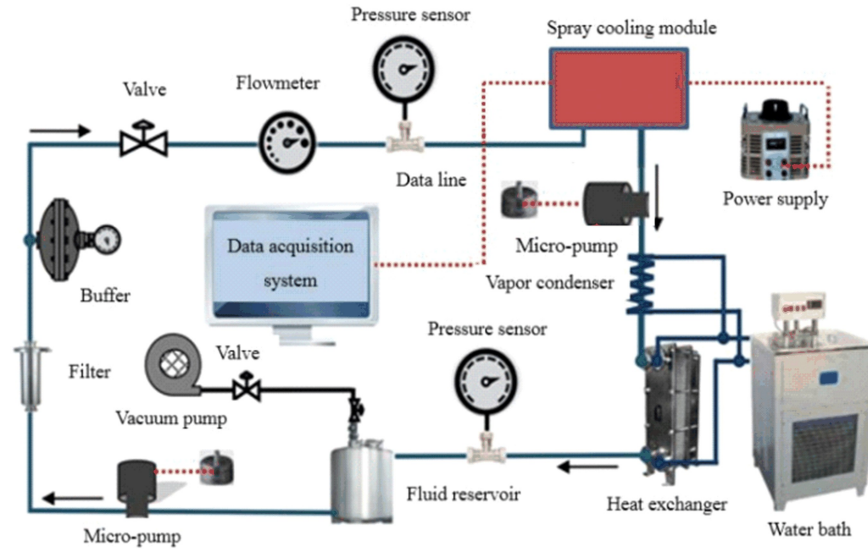 Pressure sensor
Spray cooling module
Valve
Flowmeter
Data line
Power supply
Micro-pump
Data acquisition
system
Vapor condenser
Buffer
Pressure sensor
Valve
Filter
Vacuum pump
Fluid reservoir
Heat exchanger
Micro-pump
Water bath